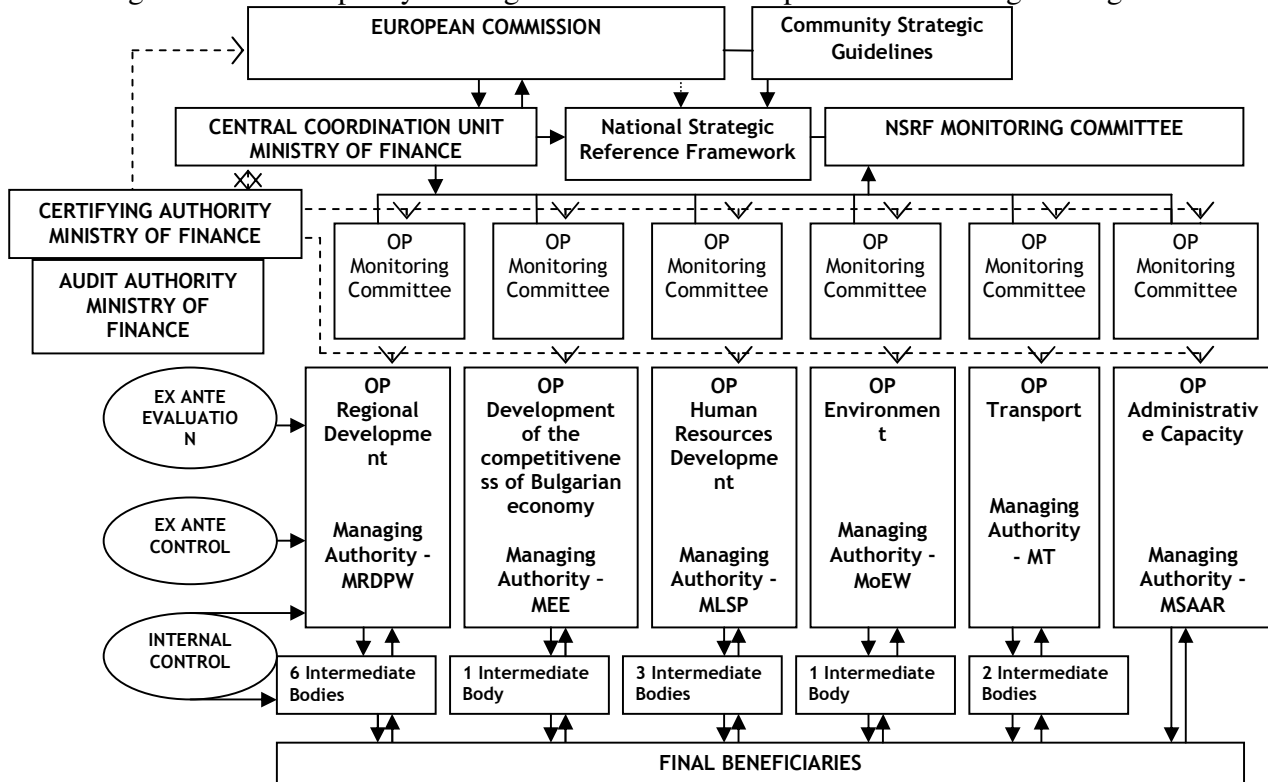 EUROPEAN COMMISSION
Community Strategic
Guidelines
CENTRAL COORDINATION UNIT
MINISTRY OF FINANCE
National Strategic
Reference Framework
NSRF MONITORING COMMITTEE
CERTIFYING AUTHORITY
MINISTRY OF FINANCE
AUDIT AUTHORITY
MINISTRY OF
FINANCE
OP
Monitoring
Committee
OP
Monitoring
Committee
OP
Monitoring
Committee
OP
Monitoring
Committee
OP
Monitoring
Committee
OP
Monitoring
Committee
EX ANTE
EVALUATIO
N
EX ANTE
CONTROL
INTERNAL
CONTROL
OP
Regional
Developme
nt
Managing
Authority -
MRDPW
OP
Development
of the
competitivene
ss of Bulgarian
economy
Managing
Authority -
MEE
OP
Human
Resources
Developme
nt
Managing
Authority -
MLSP
OP
Environmen
t
Managing
Authority -
MoEW
OP
Transport
Managing
Authority
- MT
OP
Administrativ
e Capacity
Managing
Authority -
MSAAR
6 Intermediate
Bodies
1 Intermediate
Body
3 Intermediate
Bodies
1 Intermediate
Body
2 Intermediate
Bodies
FINAL BENEFICIARIES